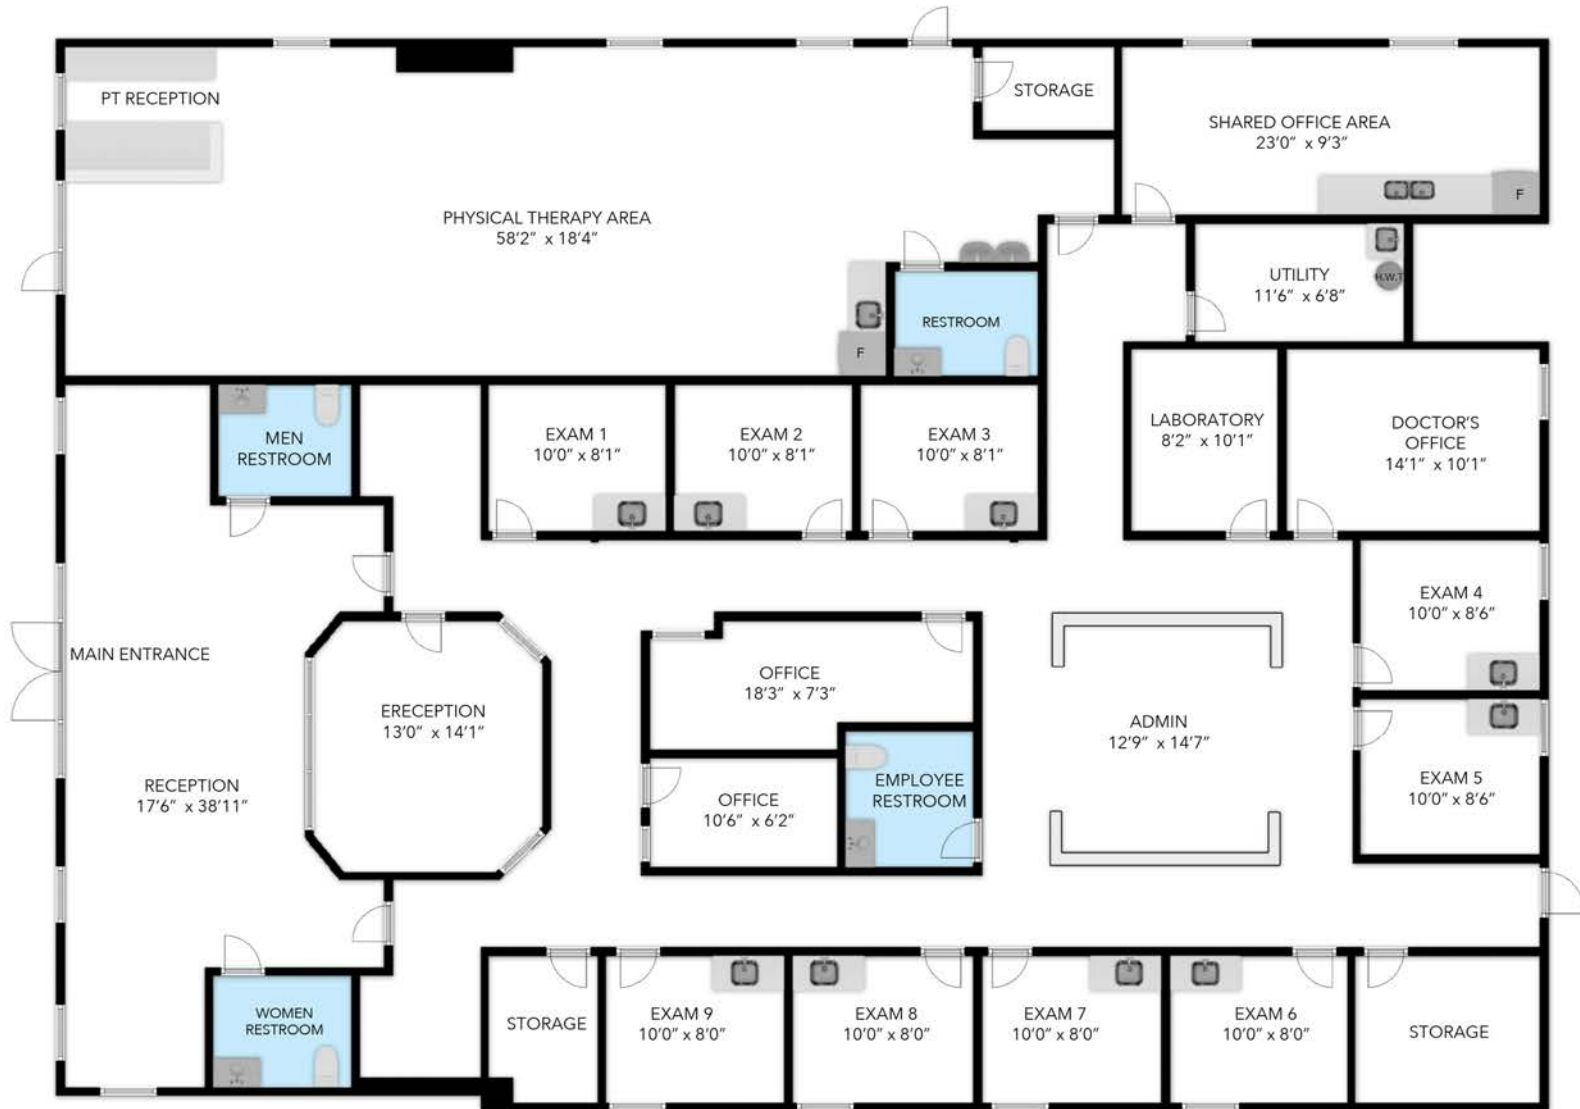 PT RECEPTION
STORAGE
SHARED OFFICE AREA
23'0" x 9'3"
F
PHYSICAL THERAPY AREA
58'2" x 18'4"
UTILITY
11'6" x 6'8"
H.W.T
RESTROOM
F
MEN
RESTROOM
EXAM 1
10'0" x 8'1"
EXAM 2
10'0" x 8'1"
EXAM 3
10'0" x 8'1"
LABORATORY
8'2" x 10'1"
DOCTOR'S
OFFICE
14'1" x 10'1"
EXAM 4
10'0" x 8'6"
MAIN ENTRANCE
OFFICE
18'3" x 7'3"
ERECEPTION
13'0" x 14'1"
ADMIN
12'9" x 14'7"
RECEPTION
17'6" x 38'11"
OFFICE
10'6" x 6'2"
EMPLOYEE
RESTROOM
EXAM 5
10'0" x 8'6"
WOMEN
RESTROOM
STORAGE
EXAM 9
10'0" x 8'0"
EXAM 8
10'0" x 8'0"
EXAM 7
10'0" x 8'0"
EXAM 6
10'0" x 8'0"
STORAGE